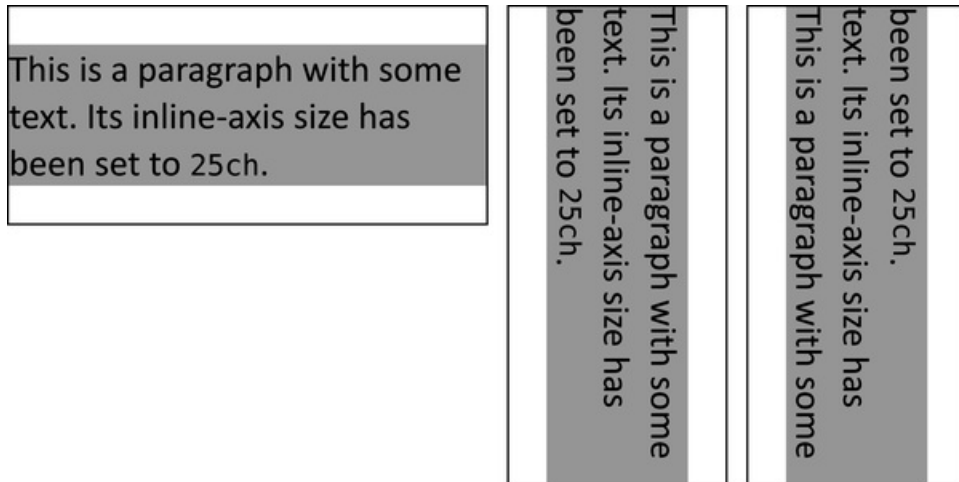 This is a paragraph with some
text. Its inline-axis size has
been set to 25ch.
This is a paragraph with some
text. Its inline-axis size has
been set to 25ch.
This is a paragraph with some
text. Its inline-axis size has
been set to 25ch.